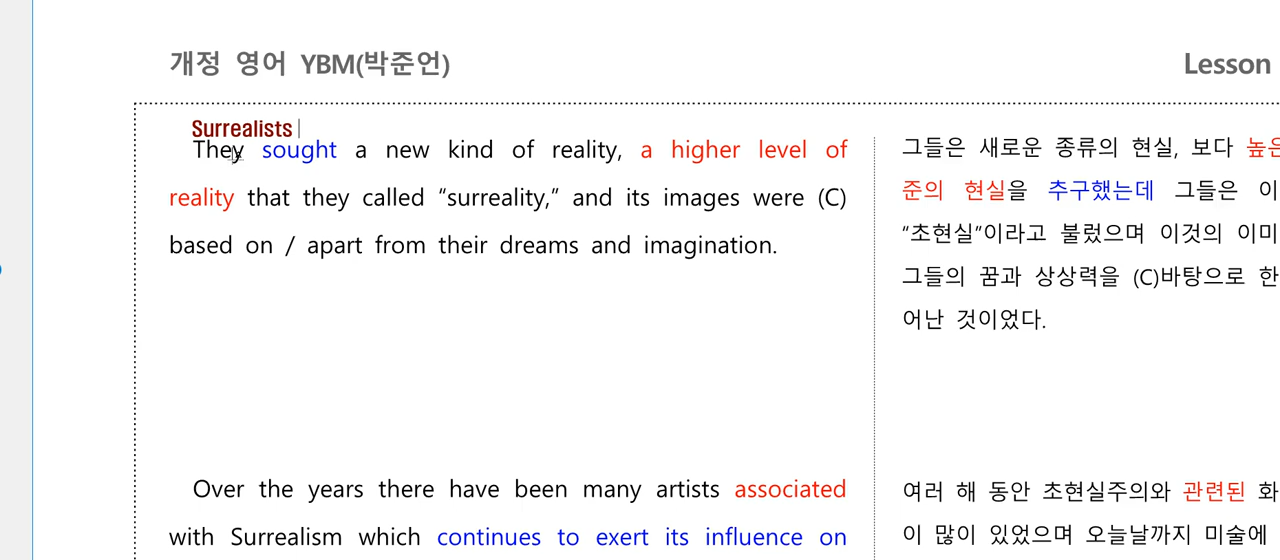 개정 영어 YBM(박준언)
Lesson
Surrealists
They sought a new kind of reality, a higher level of
reality that they called “surreality,” and its images were (C)
based on / apart from their dreams and imagination.
Over the years there have been many artists associated
with Surrealism which continues to exert its influence on
그들은 새로운 종류의 현실, 보다 높은
준의 현실을 추구했는데 그들은 이
“초현실”이라고 불렀으며 이것의 이미
그들의 꿈과 상상력을 (C)바탕으로 한
어난 것이었다.
여러 해 동안 초현실주의와 관련된 화
이 많이 있었으며 오늘날까지 미술에